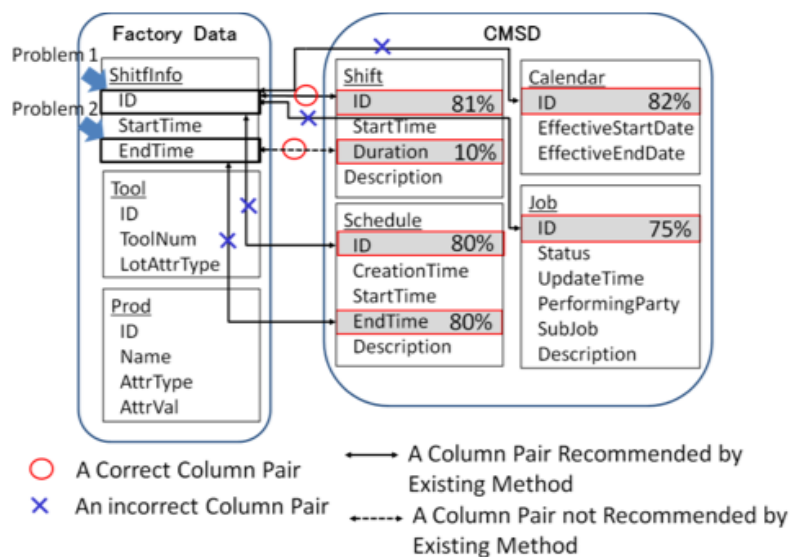 Factory Data
CMSD
Problem 1
Problem 2
ShitfInfo
ID
StartTime
EndTime
Tool
ID
ToolNum
LotAttrType
Prod
ID
Name
AttrType
AttrVal
Shift
ID 81%
StartTime
Duration 10%
Description
Schedule
ID 80%
CreationTime
StartTime
EndTime 80%
Description
Calendar
ID 82%
EffectiveStartDate
EffectiveEndDate
Job
ID 75%
Status
UpdateTime
PerformingParty
SubJob
Description
A Correct Column Pair
An incorrect Column Pair
A Column Pair Recommended by
Existing Method
A Column Pair not Recommended by
Existing Method